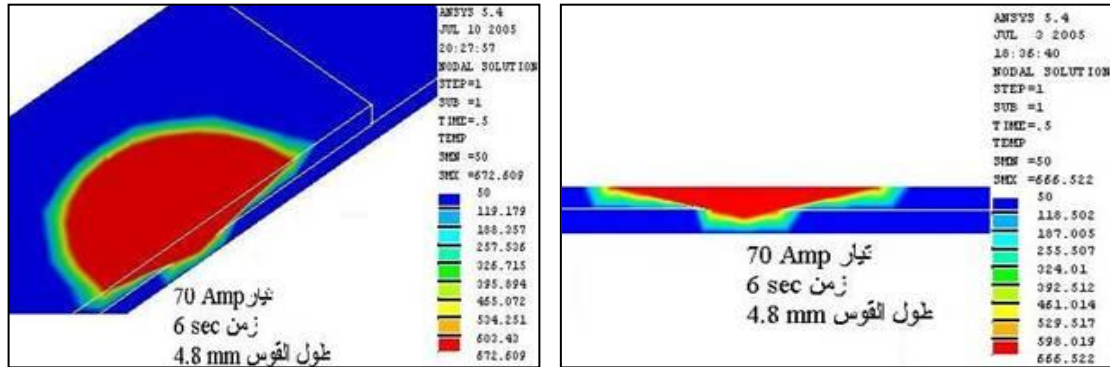 ANSYS 5.4
JUL 10 2005
20:27:57
NODAL SOLUTION
STEP=1
SUB =1
TIME=.5
TEMP
SMN =50
SMX =672.609
50
119.179
188.357
257.536
326.715
395.894
465.072
534.251
603.43
672.609
تيار 70 Amp
زمن 6 sec
طول القوس 4.8 mm
ANSYS 5.4
JUL 3 2005
18:36:40
NODAL SOLUTION
STEP=1
SUB =1
TIME=.5
TEMP
SMN =50
SMX =666.522
50
118.502
187.005
255.507
324.01
392.512
461.014
529.517
598.019
666.522
تيار 70 Amp
زمن 6 sec
طول القوس 4.8 mm